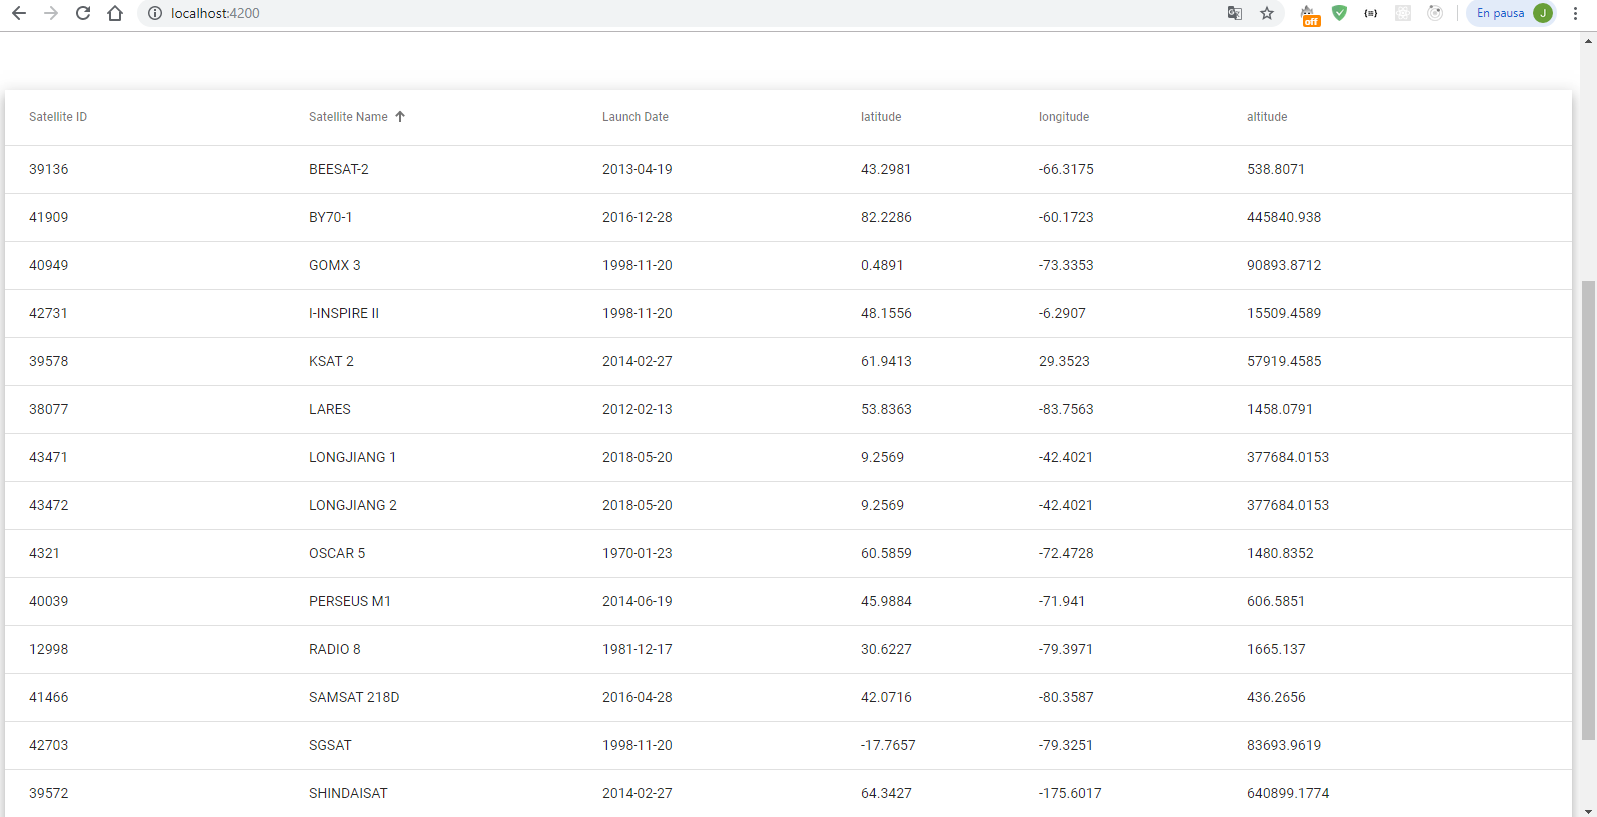 localhost:4200 off {=} En pausa J
Satellite ID Satellite Name Launch Date latitude longitude altitude
39136 BEESAT-2 2013-04-19 43.2981 -66.3175 538.8071
41909 BY70-1 2016-12-28 82.2286 -60.1723 445840.938
40949 GOMX 3 1998-11-20 0.4891 -73.3353 90893.8712
42731 I-INSPIRE II 1998-11-20 48.1556 -6.2907 15509.4589
39578 KSAT 2 2014-02-27 61.9413 29.3523 57919.4585
38077 LARES 2012-02-13 53.8363 -83.7563 1458.0791
43471 LONGJIANG 1 2018-05-20 9.2569 -42.4021 377684.0153
43472 LONGJIANG 2 2018-05-20 9.2569 -42.4021 377684.0153
4321 OSCAR 5 1970-01-23 60.5859 -72.4728 1480.8352
40039 PERSEUS M1 2014-06-19 45.9884 -71.941 606.5851
12998 RADIO 8 1981-12-17 30.6227 -79.3971 1665.137
41466 SAMSAT 218D 2016-04-28 42.0716 -80.3587 436.2656
42703 SGSAT 1998-11-20 -17.7657 -79.3251 83693.9619
39572 SHINDAISAT 2014-02-27 64.3427 -175.6017 640899.1774